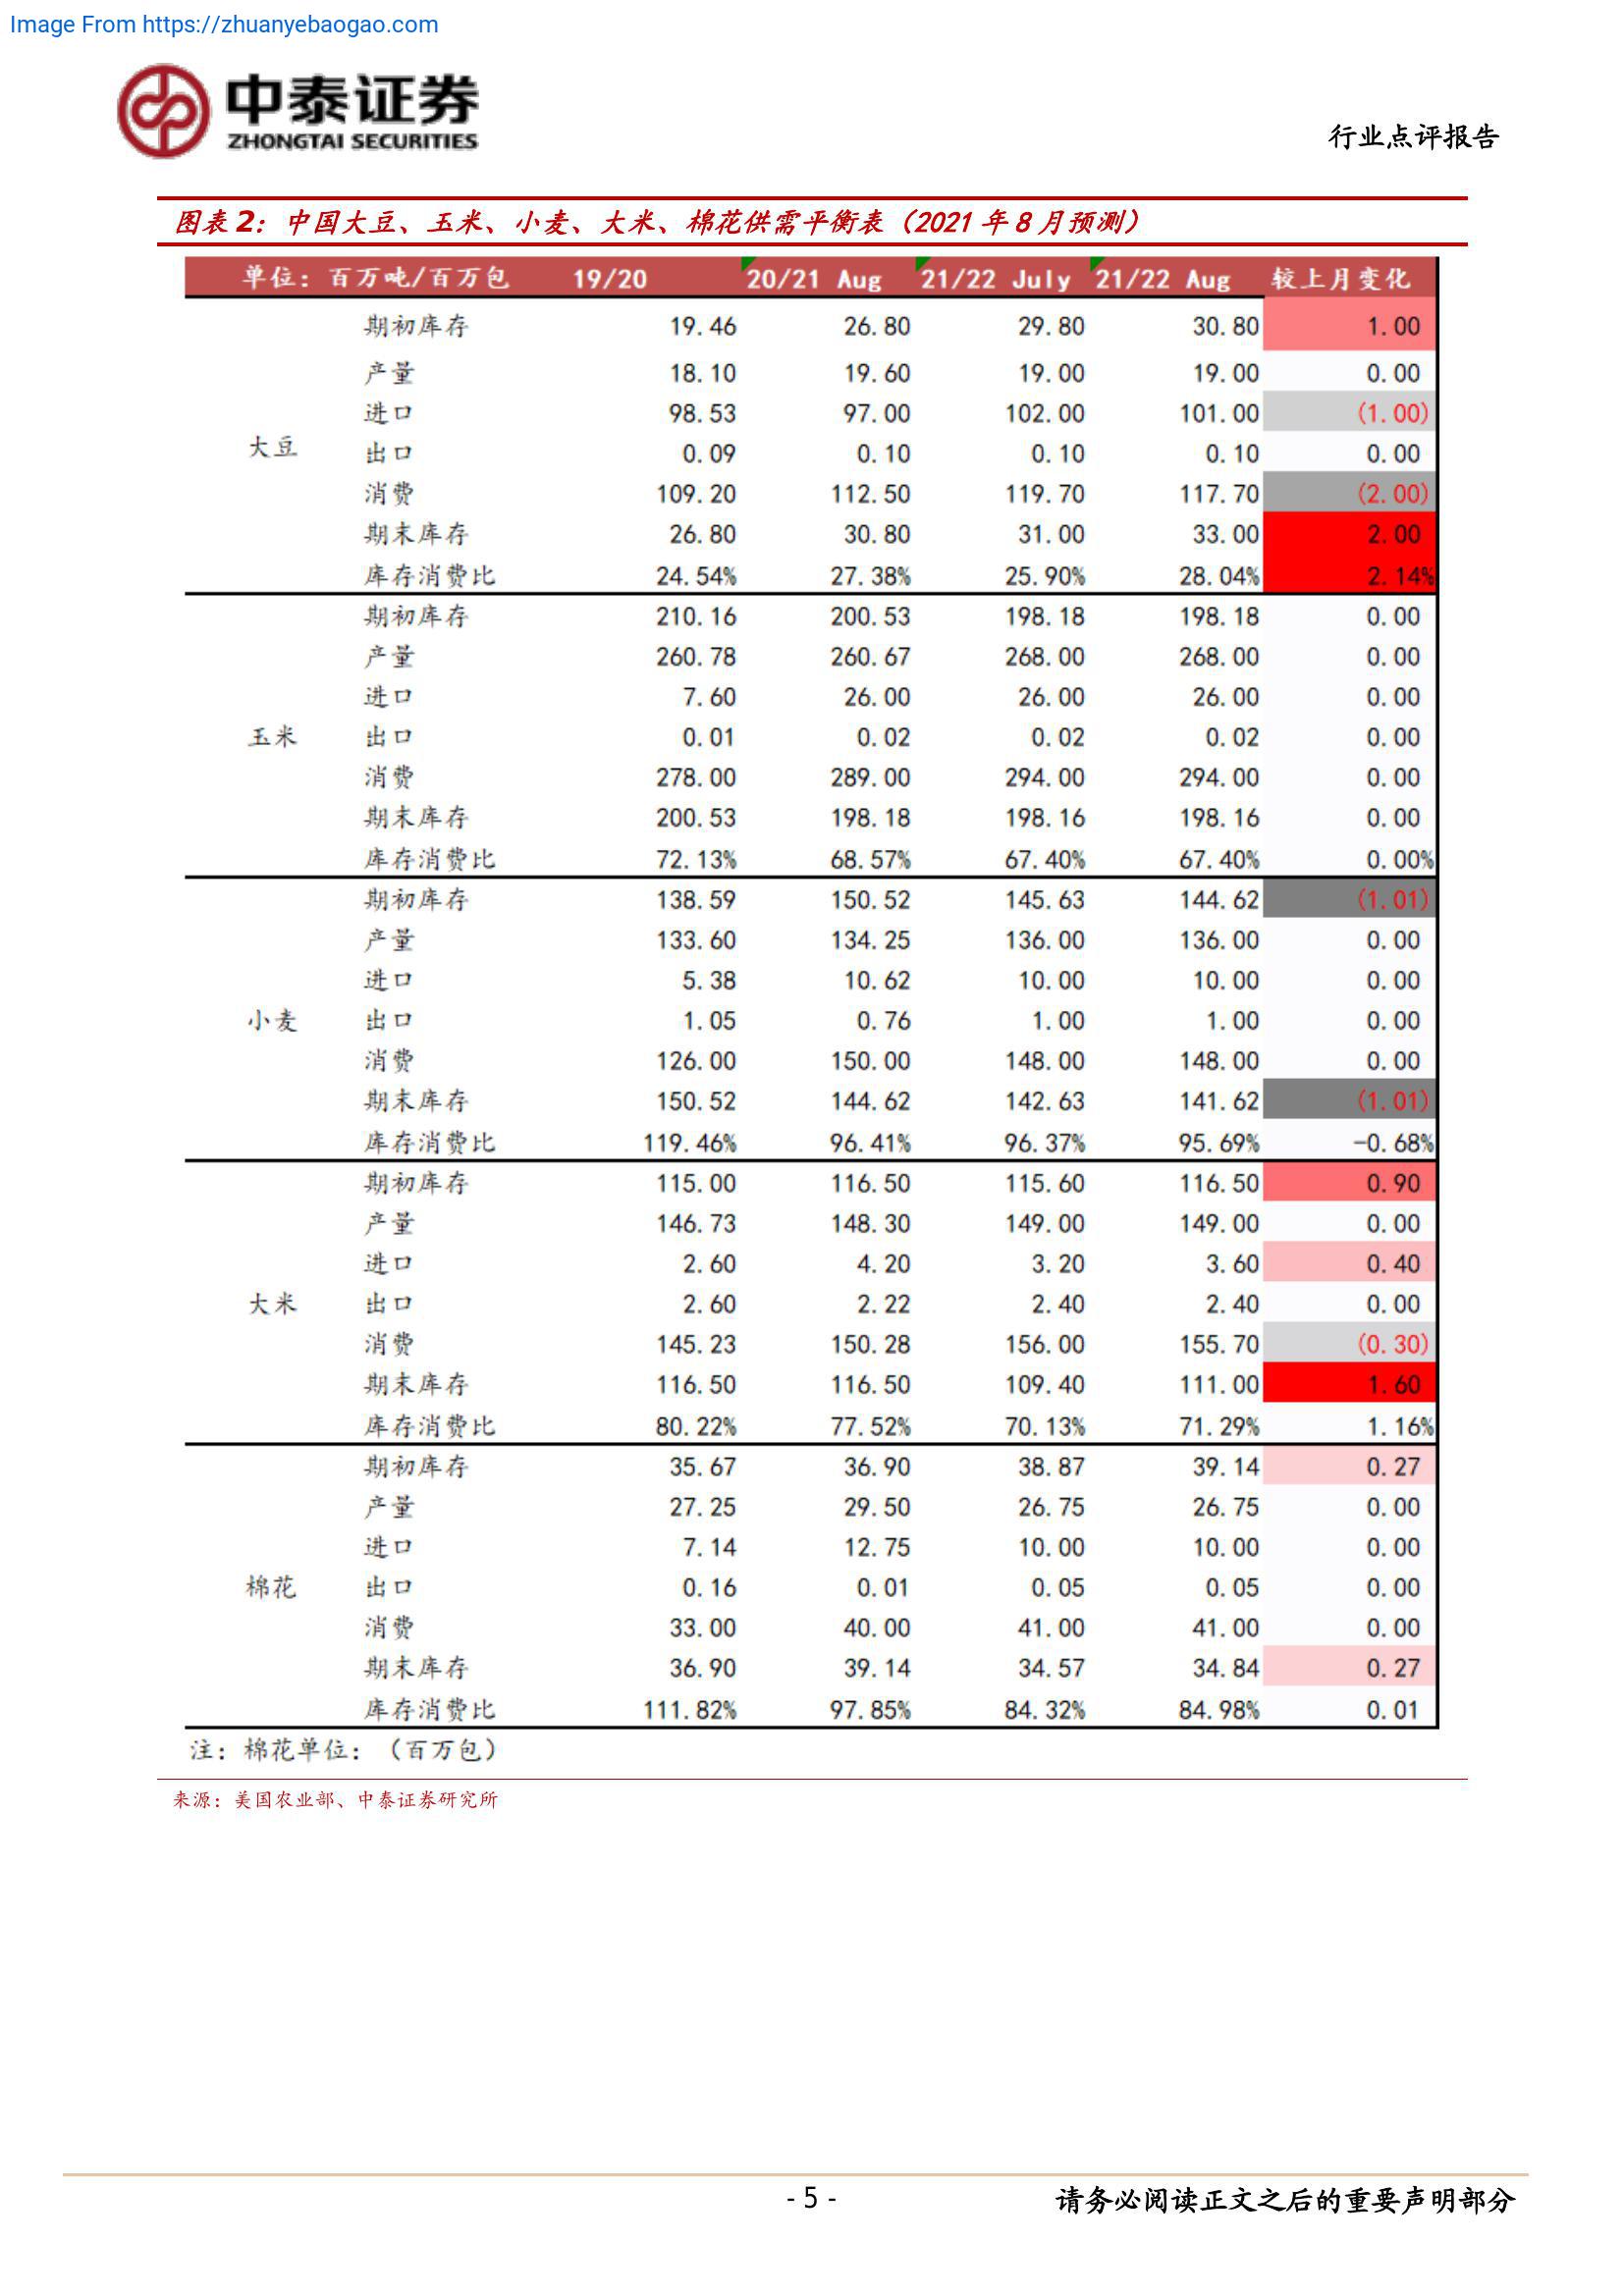 Image From https://zhuanyebaogao.com
中泰证券
ZHONGTAI SECURITIES
行业点评报告
图表 2：中国大豆、玉米、小麦、大米、棉花供需平衡表（2021 年 8 月预测）
单位：百万吨/百万包 19/20 20/21 Aug 21/22 July 21/22 Aug 较上月变化
期初库存 19.46 26.80 29.80 30.80 1.00
产量 18.10 19.60 19.00 19.00 0.00
进口 98.53 97.00 102.00 101.00 (1.00)
大豆 出口 0.09 0.10 0.10 0.10 0.00
消费 109.20 112.50 119.70 117.70 (2.00)
期末库存 26.80 30.80 31.00 33.00 2.00
库存消费比 24.54% 27.38% 25.90% 28.04% 2.14%
期初库存 210.16 200.53 198.18 198.18 0.00
产量 260.78 260.67 268.00 268.00 0.00
进口 7.60 26.00 26.00 26.00 0.00
玉米 出口 0.01 0.02 0.02 0.02 0.00
消费 278.00 289.00 294.00 294.00 0.00
期末库存 200.53 198.18 198.16 198.16 0.00
库存消费比 72.13% 68.57% 67.40% 67.40% 0.00%
期初库存 138.59 150.52 145.63 144.62 (1.01)
产量 133.60 134.25 136.00 136.00 0.00
进口 5.38 10.62 10.00 10.00 0.00
小麦 出口 1.05 0.76 1.00 1.00 0.00
消费 126.00 150.00 148.00 148.00 0.00
期末库存 150.52 144.62 142.63 141.62 (1.01)
库存消费比 119.46% 96.41% 96.37% 95.69% -0.68%
期初库存 115.00 116.50 115.60 116.50 0.90
产量 146.73 148.30 149.00 149.00 0.00
进口 2.60 4.20 3.20 3.60 0.40
大米 出口 2.60 2.22 2.40 2.40 0.00
消费 145.23 150.28 156.00 155.70 (0.30)
期末库存 116.50 116.50 109.40 111.00 1.60
库存消费比 80.22% 77.52% 70.13% 71.29% 1.16%
期初库存 35.67 36.90 38.87 39.14 0.27
产量 27.25 29.50 26.75 26.75 0.00
进口 7.14 12.75 10.00 10.00 0.00
棉花 出口 0.16 0.01 0.05 0.05 0.00
消费 33.00 40.00 41.00 41.00 0.00
期末库存 36.90 39.14 34.57 34.84 0.27
库存消费比 111.82% 97.85% 84.32% 84.98% 0.01
注：棉花单位：（百万包）
来源：美国农业部、中泰证券研究所
- 5 -
请务必阅读正文之后的重要声明部分